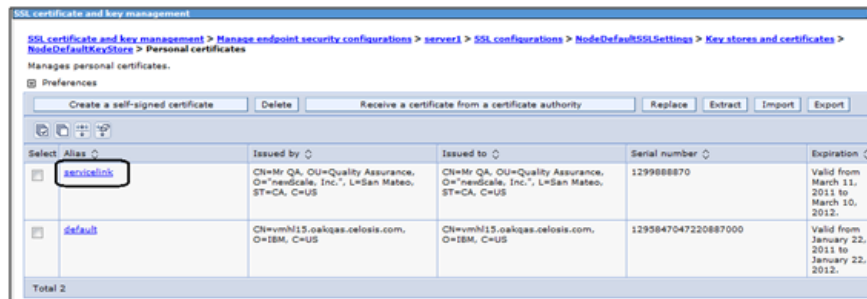 SSL certificate and key management
SSL certificate and key management > Manage endpoint security configurations > server1 > SSL configurations > NodeDefaultSSLSettings > Key stores and certificates >
NodeDefaultKeyStore > Personal certificates
Manages personal certificates.
Preferences
Create a self-signed certificate Delete Receive a certificate from a certificate authority Replace Extract Import Export
Select Alias Issued by Issued to Serial number Expiration
servicelink CN=Mr QA, OU=Quality Assurance, CN=Mr QA, OU=Quality Assurance, 1299888870 Valid from
O="newScale, Inc.", L=San Mateo, O="newScale, Inc.", L=San Mateo, March 11,
ST=CA, C=US ST=CA, C=US 2011 to
March 10,
2012.
default CN=vmhl15.oakqas.celosis.com, CN=vmhl15.oakqas.celosis.com, 1295847047220887000 Valid from
O=IBM, C=US O=IBM, C=US January 22,
2011 to
January 22,
2012.
Total 2